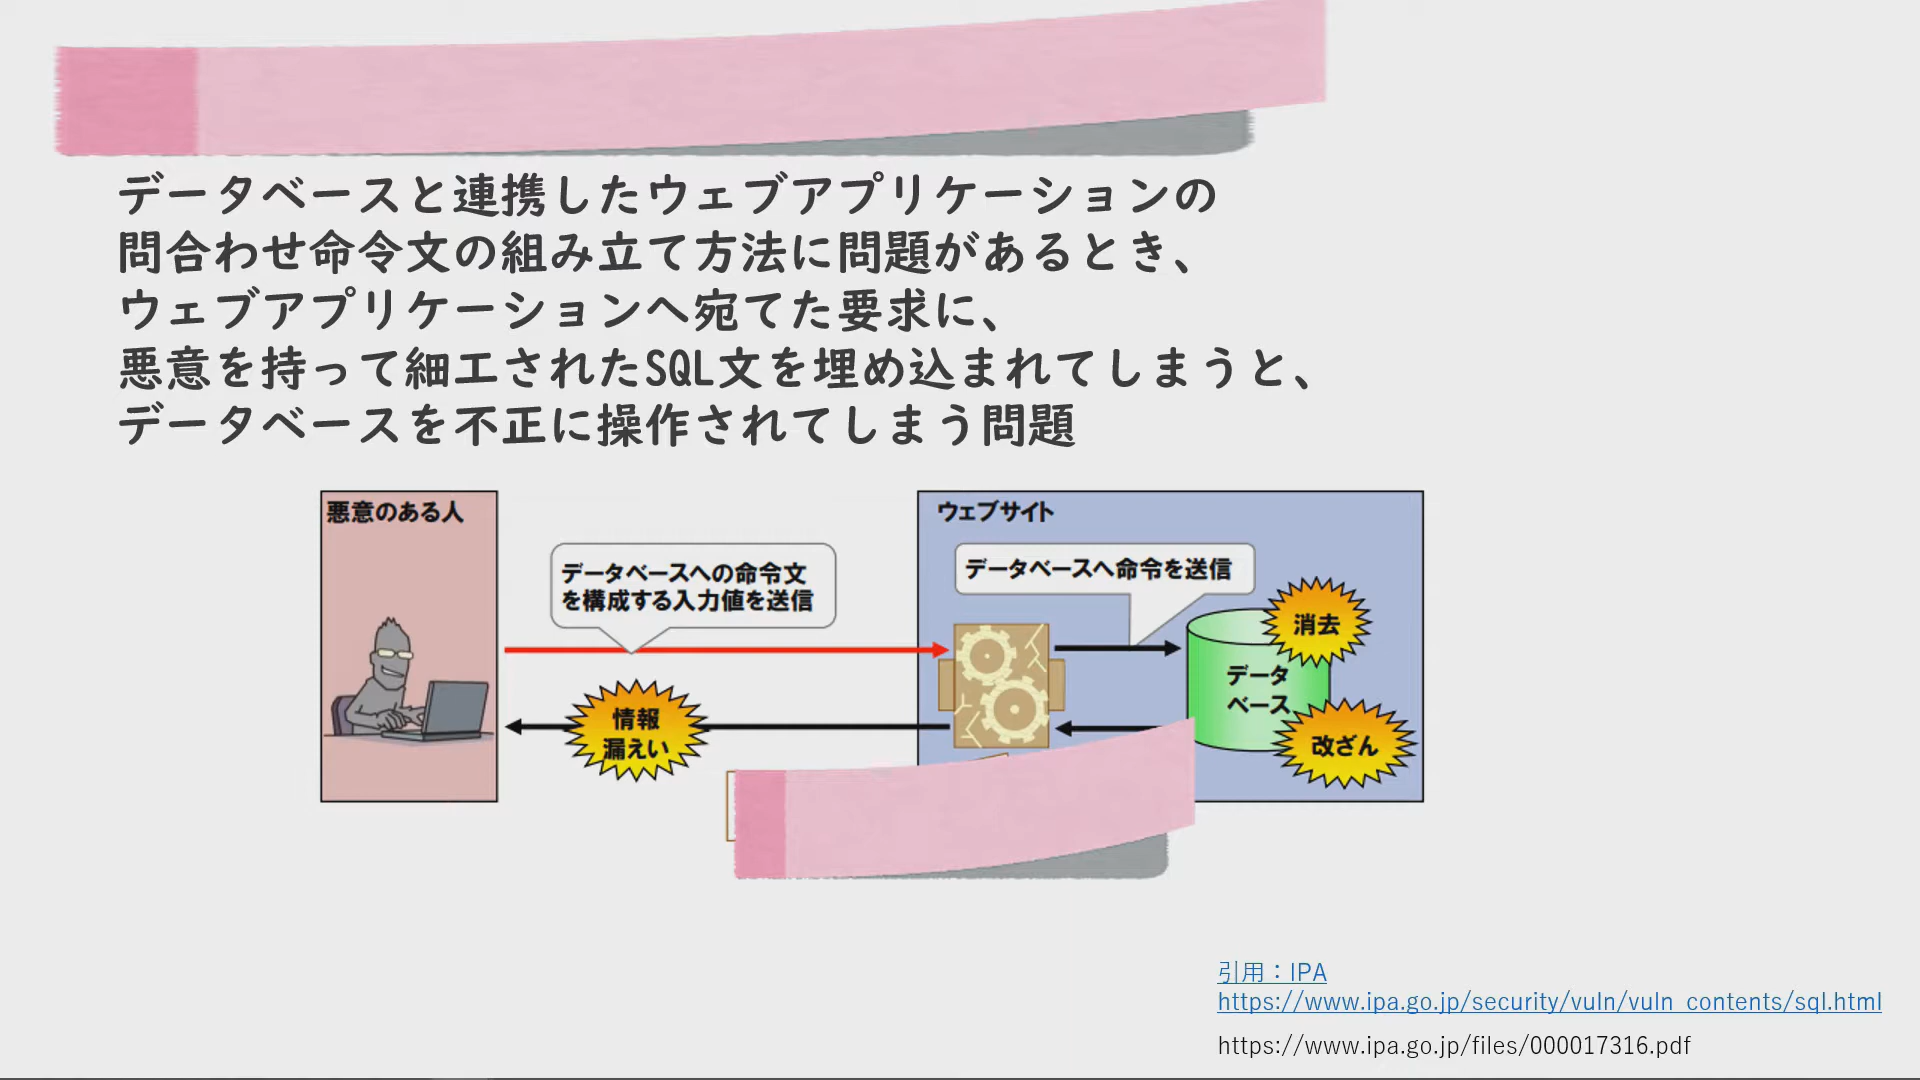 データベースと連携したウェブアプリケーションの
問合わせ命令文の組み立て方法に問題があるとき、
ウェブアプリケーションへ宛てた要求に、
悪意を持って細工されたSQL文を埋め込まれてしまうと、
データベースを不正に操作されてしまう問題
悪意のある人
データベースへの命令文
を構成する入力値を送信
情報
漏えい
ウェブサイト
データベースへ命令を送信
消去
データ
ベース
改ざん
引用：IPA
https://www.ipa.go.jp/security/vuln/vuln_contents/sql.html
https://www.ipa.go.jp/files/000017316.pdf